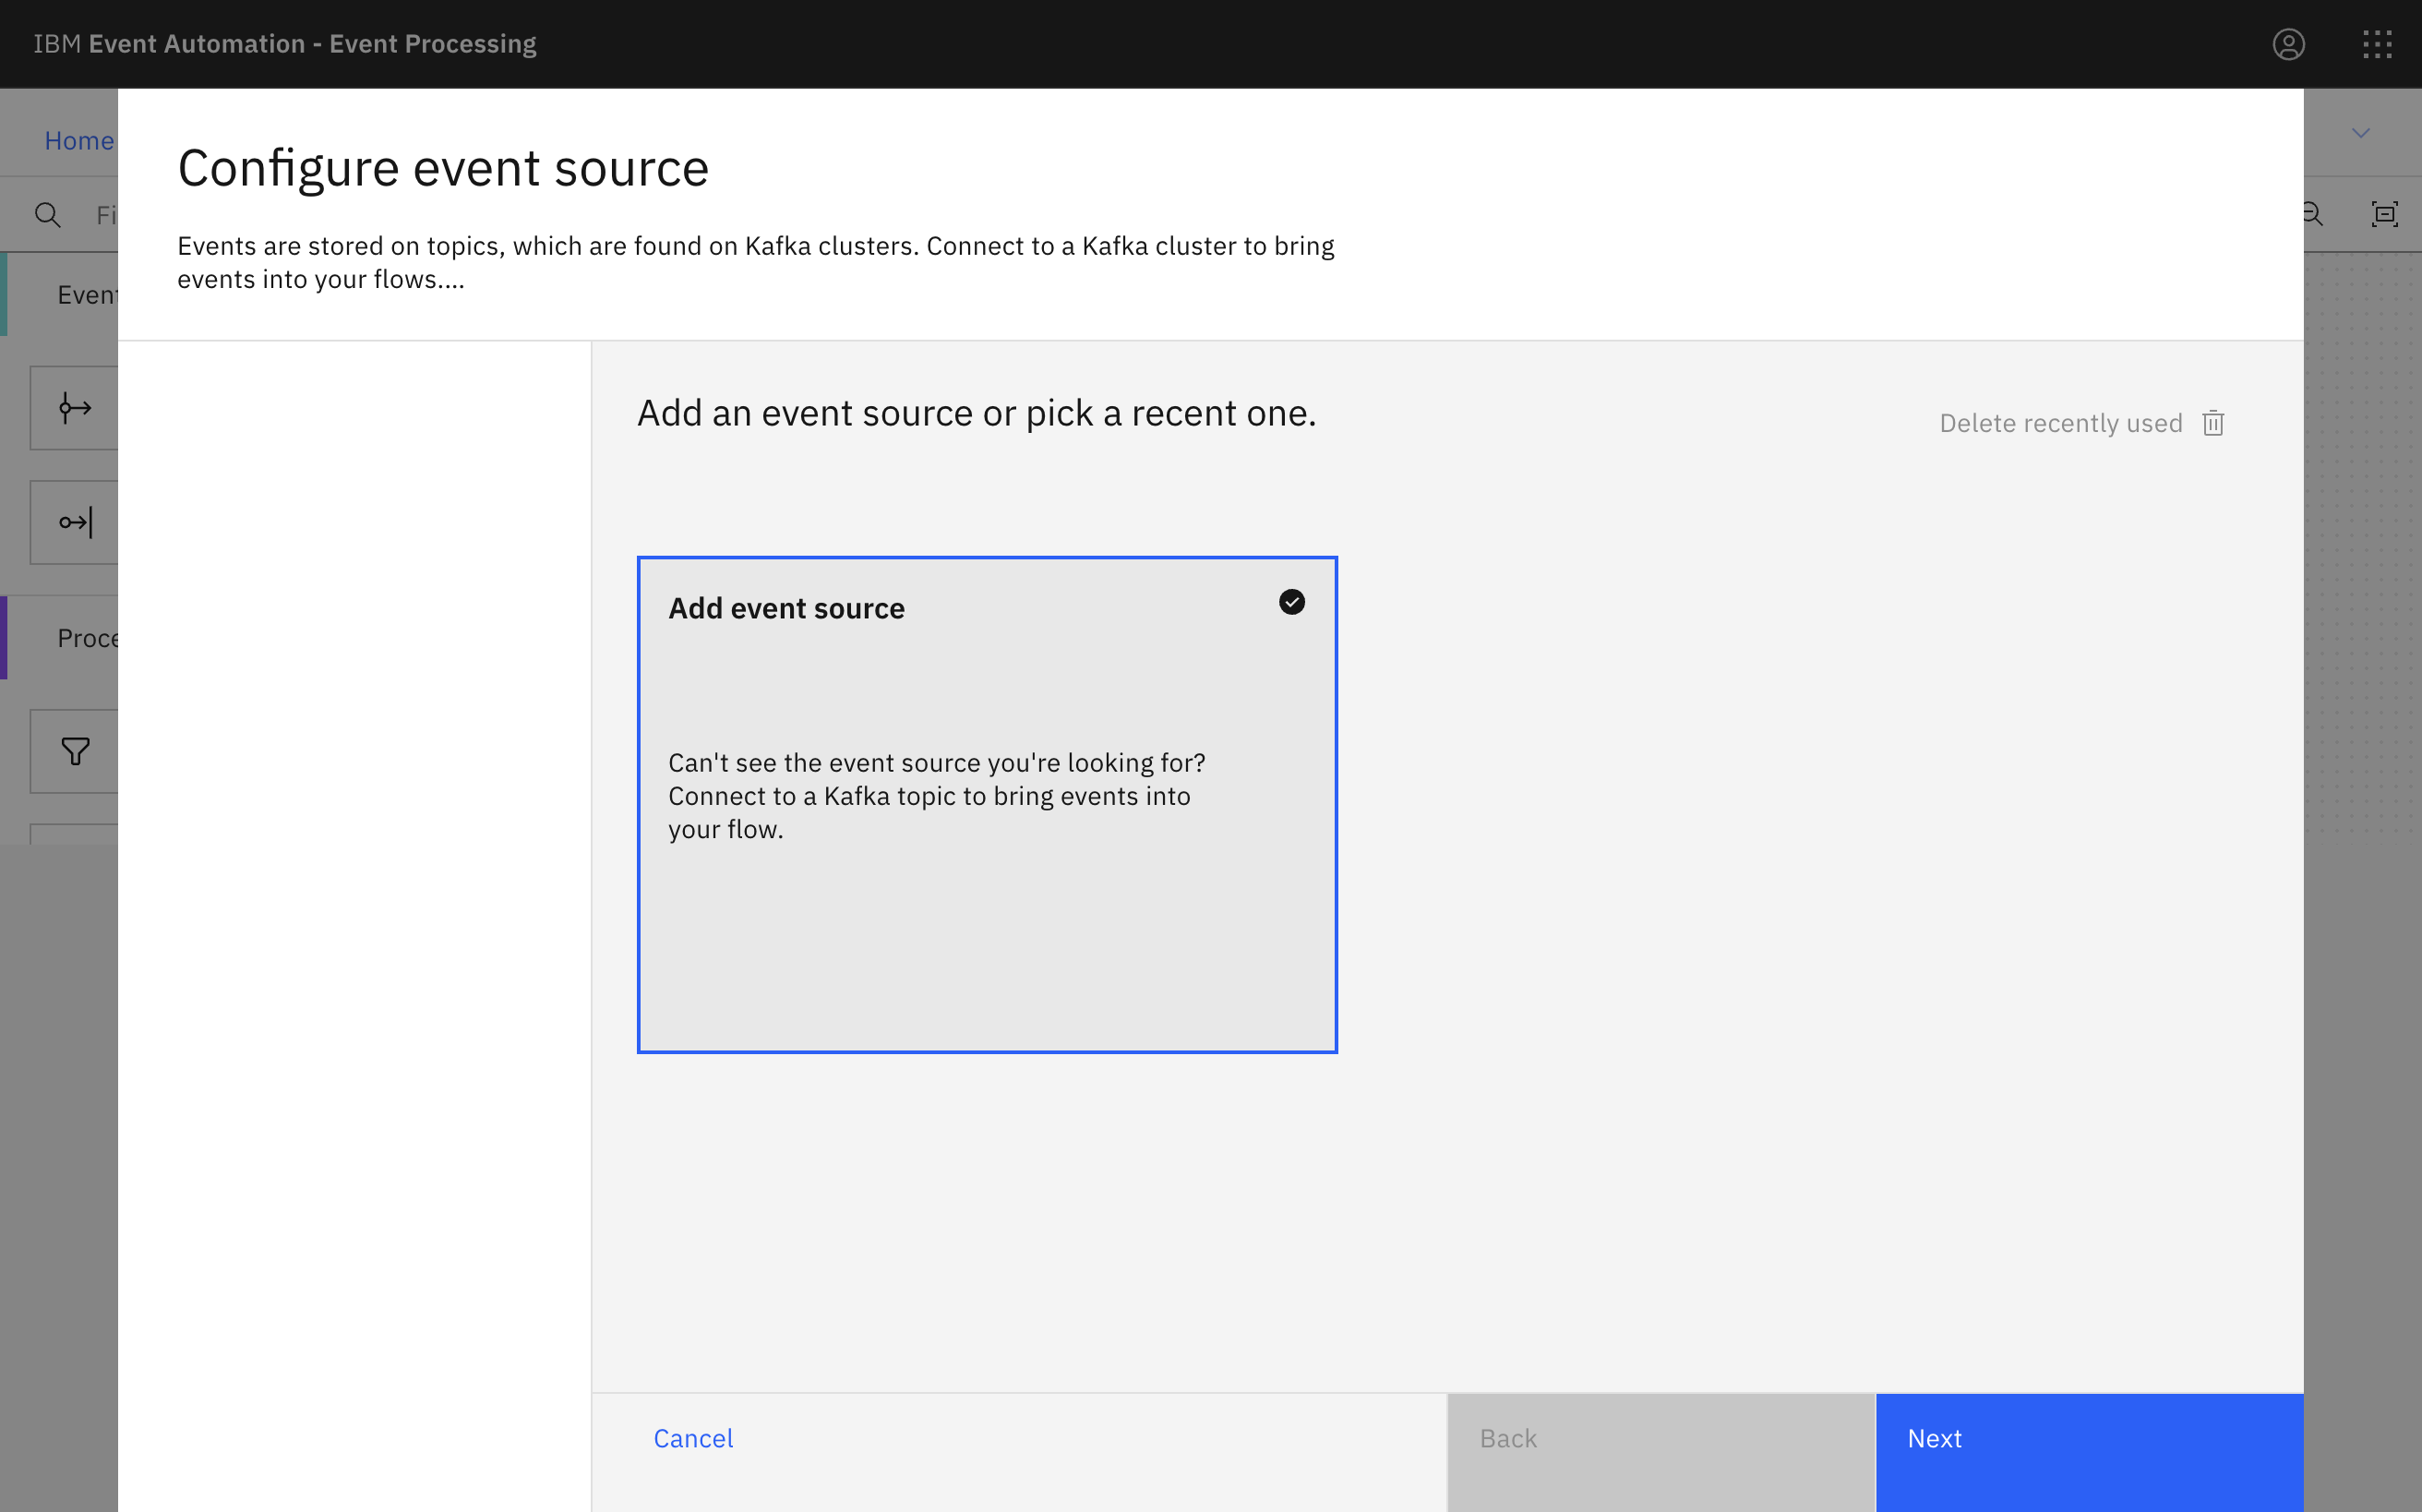 IBM Event Automation - Event Processing
Home
Configure event source
Events are stored on topics, which are found on Kafka clusters. Connect to a Kafka cluster to bring
events into your flows....
Fi
Event
Proce
Add an event source or pick a recent one.
Delete recently used
Add event source
Can't see the event source you're looking for?
Connect to a Kafka topic to bring events into
your flow.
Cancel
Back
Next